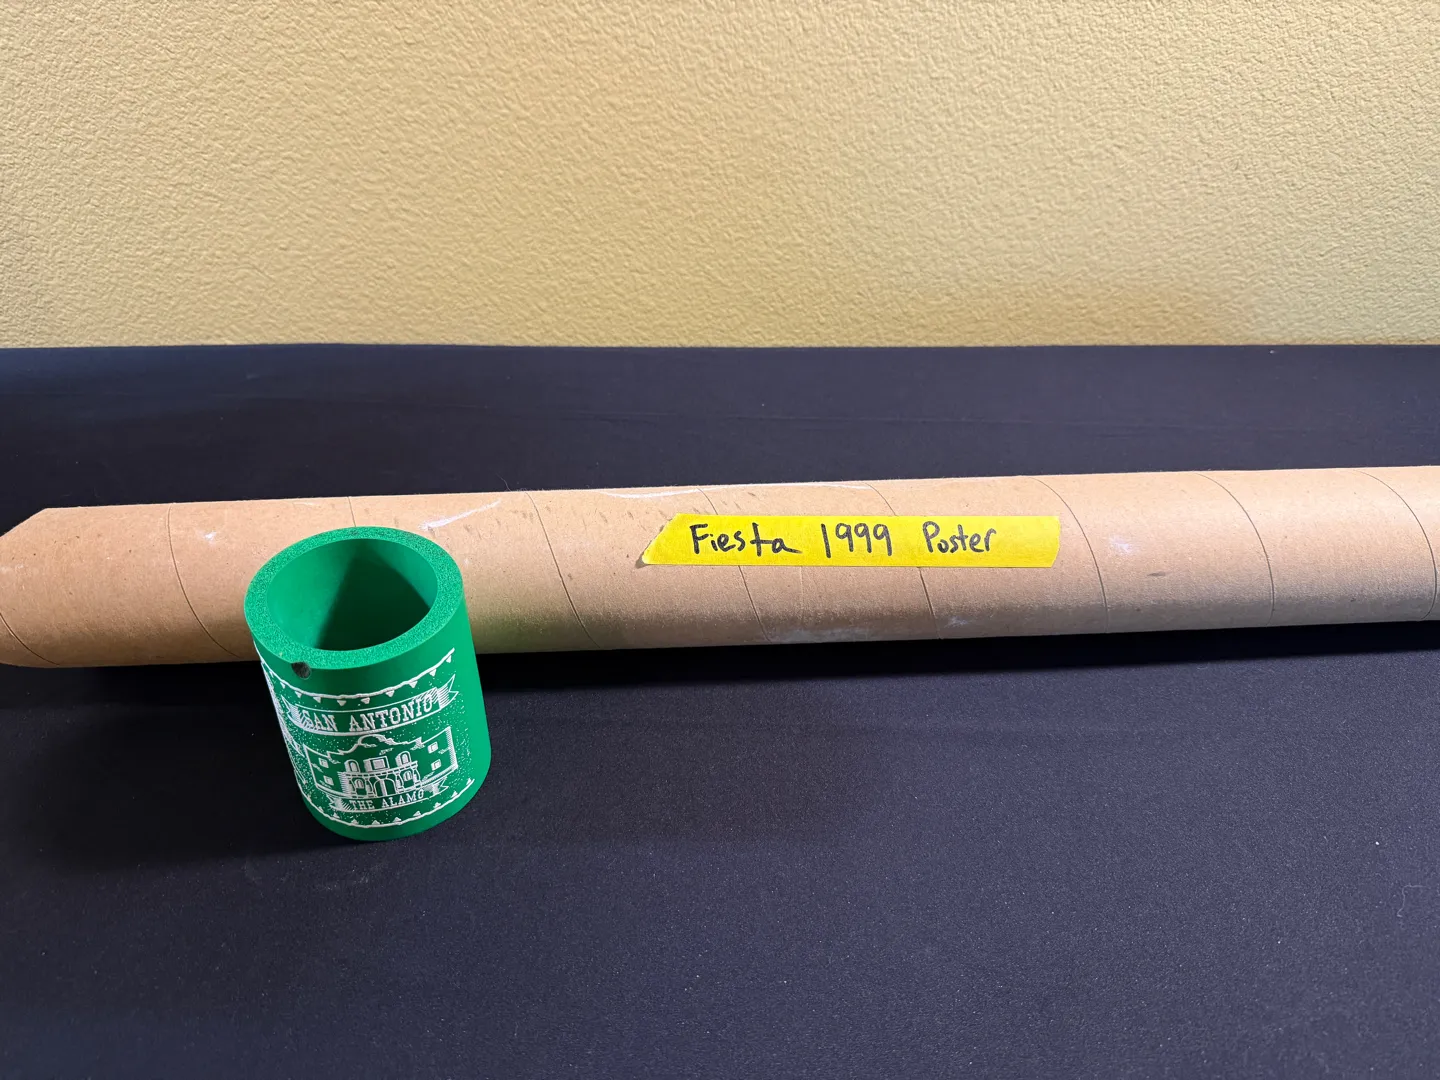 Fiesta 1999 Poster
SAN ANTONIO
THE ALAMO